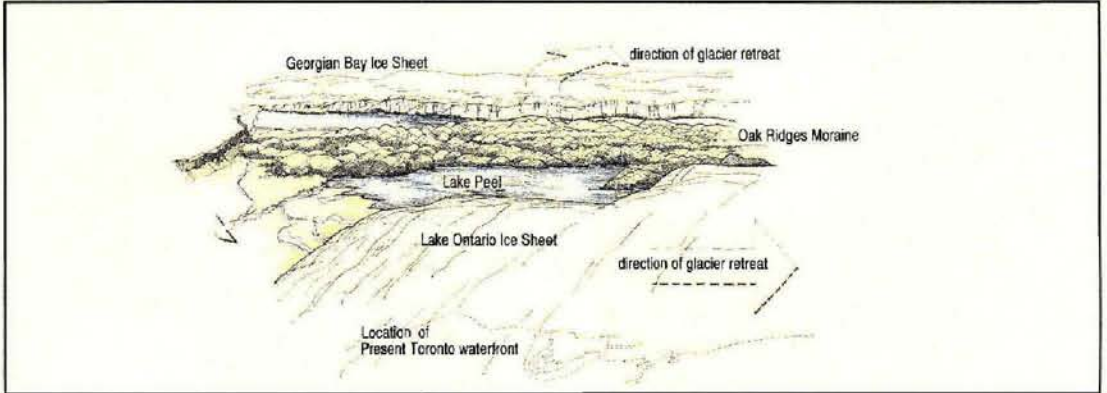 direction of glacier retreat
Georgian Bay Ice Sheet
Oak Ridges Moraine
Lake Peel
Lake Ontario Ice Sheet
direction of glacier retreat
Location of
Present Toronto waterfront